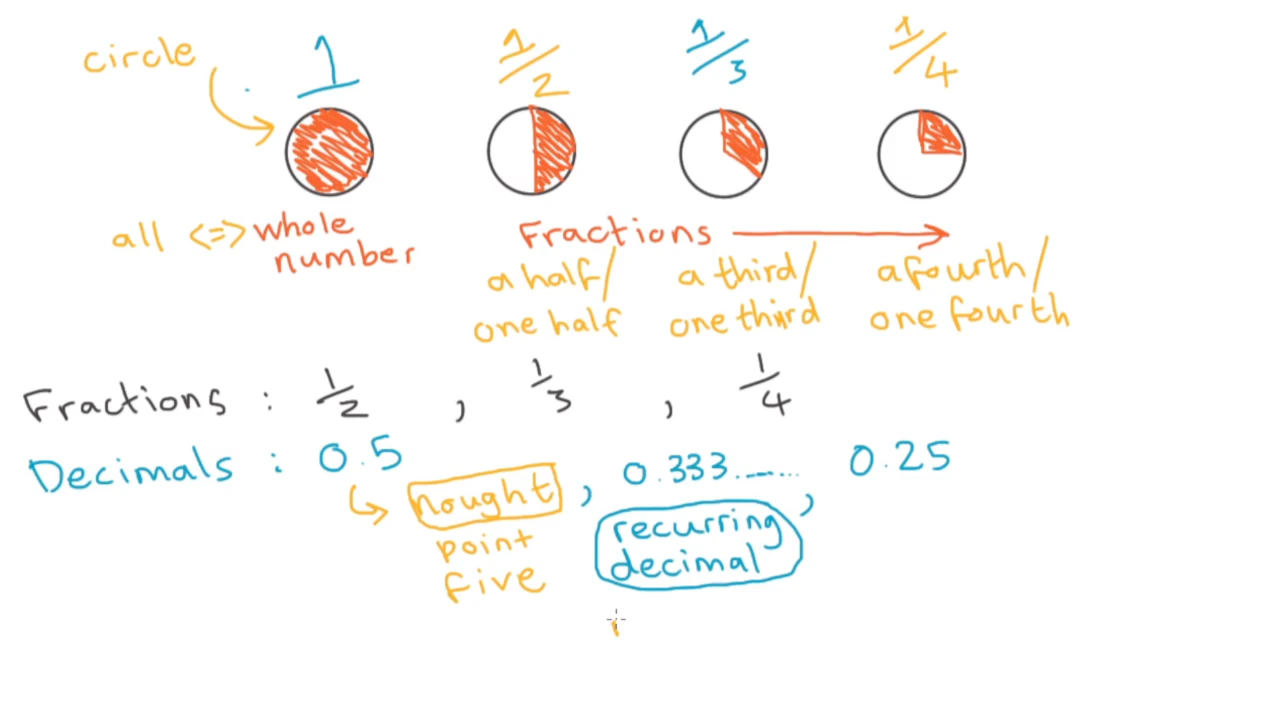 circle 1 1/2 1/3 1/4
all <=> whole number
Fractions
a half/ one half
a third/ one third
a fourth/ one fourth
Fractions : 1/2 , 1/3 , 1/4
Decimals : 0.5 , 0.333........ , 0.25
nought
point
five
recurring
decimal